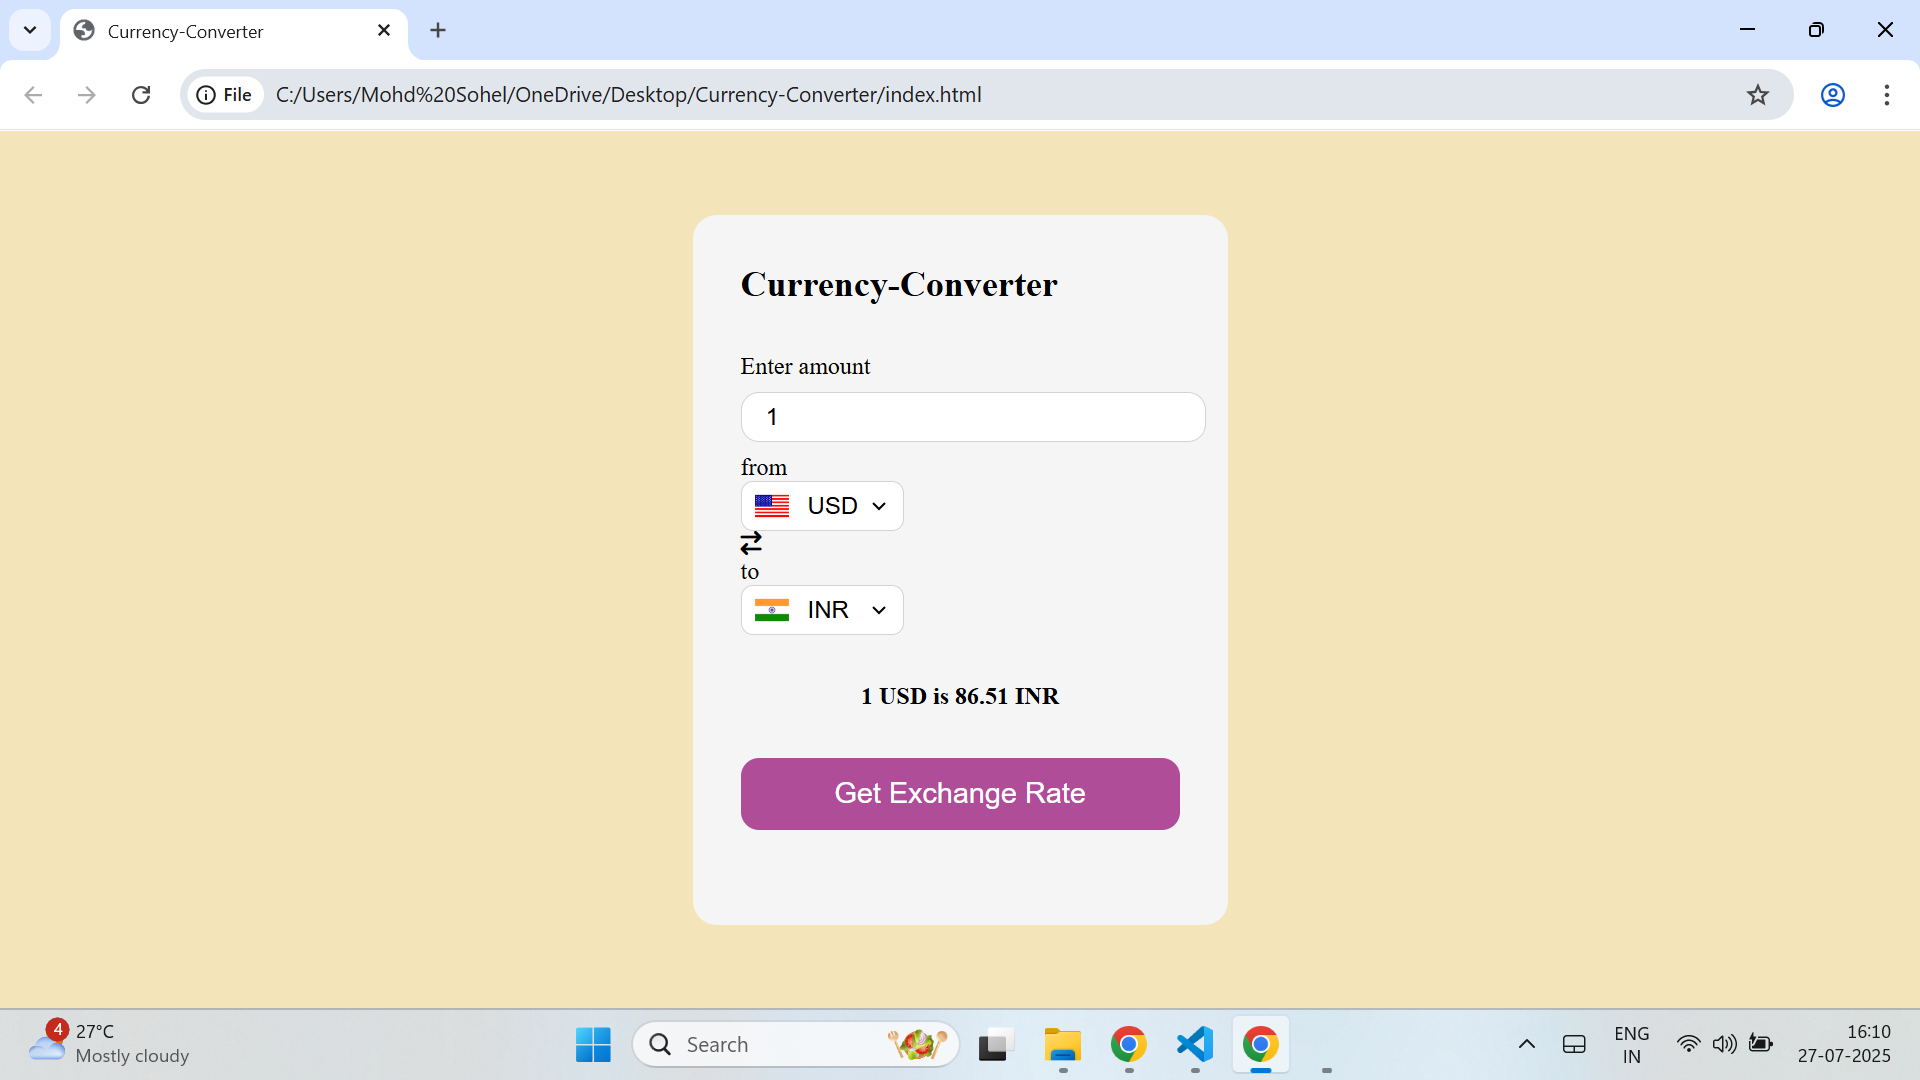 Currency-Converter
File
C:/Users/Mohd%20Sohel/OneDrive/Desktop/Currency-Converter/index.html
Currency-Converter
Enter amount
1
from
USD
to
INR
1 USD is 86.51 INR
Get Exchange Rate
4
27°C
Mostly cloudy
Search
ENG
IN
16:10
27-07-2025